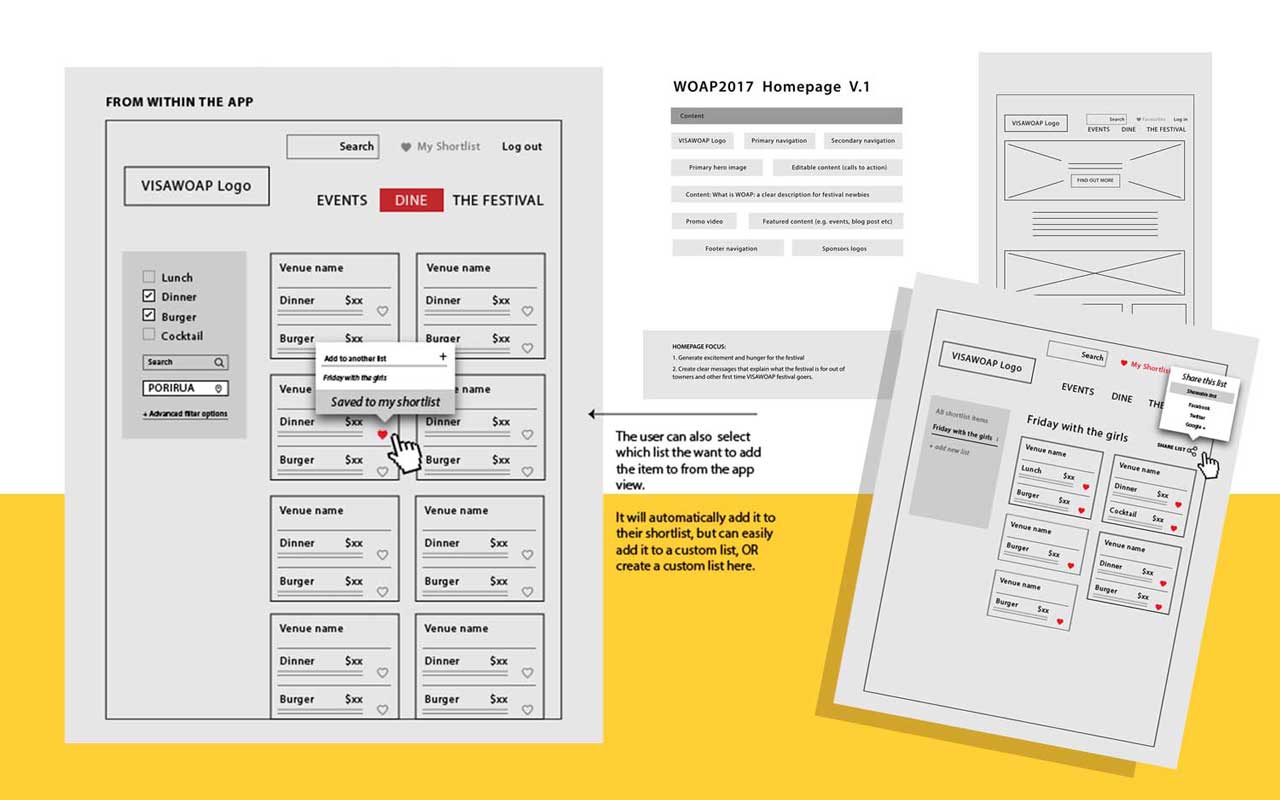 FROM WITHIN THE APP
Search
My Shortlist
Log out
VISAWOAP Logo
EVENTS
DINE
THE FESTIVAL
Lunch
Dinner
Burger
Cocktail
Search
PORIRUA
+ Advanced filter options
Venue name
Dinner $xx
Burger
Venue name
Dinner $xx
Burger $xx
Add to another list +
Friday with the girls
Saved to my shortlist
Venue
Dinner $xx
Burger $xx
name
Dinner $xx
Burger $xx
Venue name
Dinner $xx
Burger $xx
Venue name
Dinner $xx
Burger $xx
Venue name
Dinner $xx
Burger $xx
Venue name
Dinner $xx
Burger $xx
The user can also select
which list the want to add
the item to from the app
view.
It will automatically add it to
their shortlist, but can easily
add it to a custom list, OR
create a custom list here.
WOAP2017 Homepage V.1
Content
VISAWOAP Logo
Primary navigation
Secondary navigation
Primary hero image
Editable content (calls to action)
Content: What is WOAP: a clear description for festival newbies
Promo video
Featured content (e.g. events, blog post etc)
Footer navigation
Sponsors logos
HOMEPAGE FOCUS:
1. Generate excitement and hunger for the festival
2. Create clear messages that explain what the festival is for out of
towners and other first time VISAWOAP festival goers.
Search
Favourites
Log in
VISAWOAP Logo
EVENTS
DINE
THE FESTIVAL
FIND OUT MORE
VISAWOAP Logo
Search
My Shortlis
EVENTS
DINE
THE
Share this list
Shareable link
Facebook
Twitter
Google +
SHARE LIST
All shortlist items
Friday with the girls
+ add new list
Friday with the girls
Venue name
Lunch $xx
Burger $xx
Venue name
Dinner $xx
Cocktail $xx
Venue name
Burger $xx
Venue name
Dinner $xx
Burger $xx
Venue name
Burger $xx